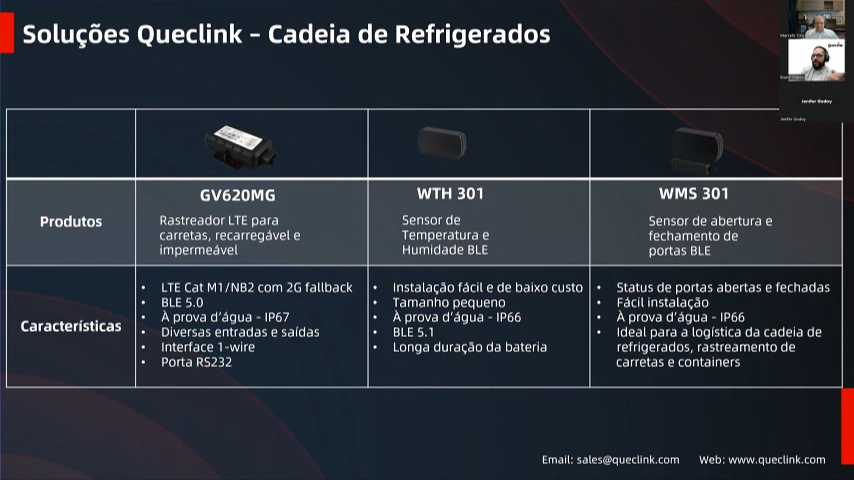 Soluções Queclink – Cadeia de Refrigerados
Jenifer Godoy
Jenifer Godoy
GV620MG
WTH 301
WMS 301
Produtos
Rastreador LTE para
carretas, recarregável e
impermeável
Sensor de
Temperatura e
Humidade BLE
Sensor de abertura e
fechamento de
portas BLE
Características
• LTE Cat M1/NB2 com 2G fallback
• BLE 5.0
• À prova d'água - IP67
• Diversas entradas e saídas
• Interface 1-wire
• Porta RS232
• Instalação fácil e de baixo custo
• Tamanho pequeno
• À prova d'água - IP66
• BLE 5.1
• Longa duração da bateria
• Status de portas abertas e fechadas
• Fácil instalação
• À prova d'água - IP66
• Ideal para a logística da cadeia de
refrigerados, rastreamento de
carretas e containers
Email: sales@queclink.com Web: www.queclink.com